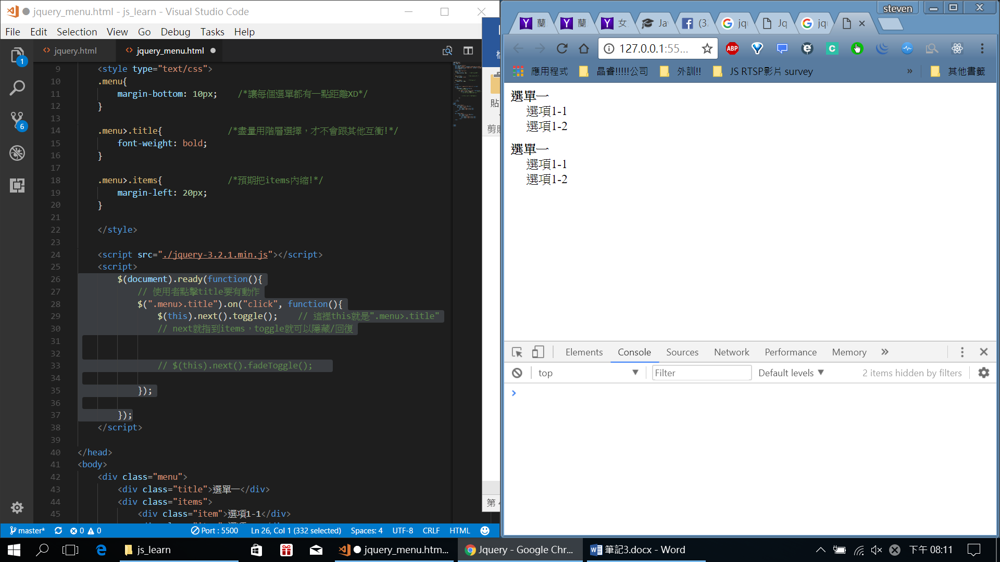 jquery_menu.html - js_learn - Visual Studio Code
File Edit Selection View Go Debug Tasks Help
jquery.html
jquery_menu.html
1
6
9 <style type="text/css">
10 .menu{
11 margin-bottom: 10px; /*讓每個選單都有一點距離XD*/
12 }
13
14 .menu>.title{ /*盡量用階層選擇，才不會跟其他互衝!*/
15 font-weight: bold;
16 }
17
18 .menu>.items{ /*預期把items內縮!*/
19 margin-left: 20px;
20 }
21
22 </style>
23
24 <script src="./jquery-3.2.1.min.js"></script>
25 <script>
26 $(document).ready(function(){
27 // 使用者點擊title要有動作
28 $(".menu>.title").on("click", function(){
29 $(this).next().toggle(); // 這裡this就是".menu>.title"
30 // next就指到items，toggle就可以隱藏/回復
31
32
33 // $(this).next().fadeToggle();
34
35 });
36
37 });
38 </script>
39
40 </head>
41 <body>
42 <div class="menu">
43 <div class="title">選單一</div>
44 <div class="items">
45 <div class="item">選項1-1</div>
master* 0 0 Port : 5500 Ln 26, Col 1 (332 selected) Spaces: 4 UTF-8 CRLF HTML
貼
剪
第
steven
蘭
蘭
女
Ja
(3
jq
Jq
jq
127.0.0.1:55...
ABP
應用程式 晶睿!!!!!公司 外訓!! JS RTSP影片 survey » 其他書籤
選單一
選項1-1
選項1-2
選單一
選項1-1
選項1-2
Elements Console Sources Network Performance Memory »
top Filter Default levels 2 items hidden by filters
js_learn
jquery_menu.htm...
Jquery - Google Chr...
筆記3.docx - Word
下午 08:11